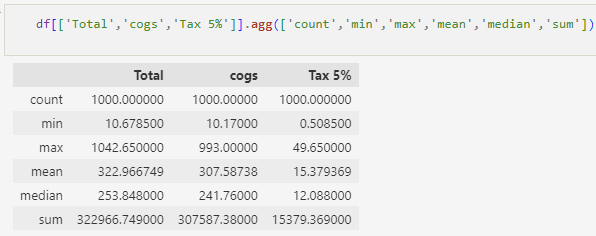 df[['Total','cogs','Tax 5%']].agg(['count','min','max','mean','median','sum'])
Total cogs Tax 5%
count 1000.000000 1000.00000 1000.000000
min 10.678500 10.17000 0.508500
max 1042.650000 993.00000 49.650000
mean 322.966749 307.58738 15.379369
median 253.848000 241.76000 12.088000
sum 322966.749000 307587.38000 15379.369000